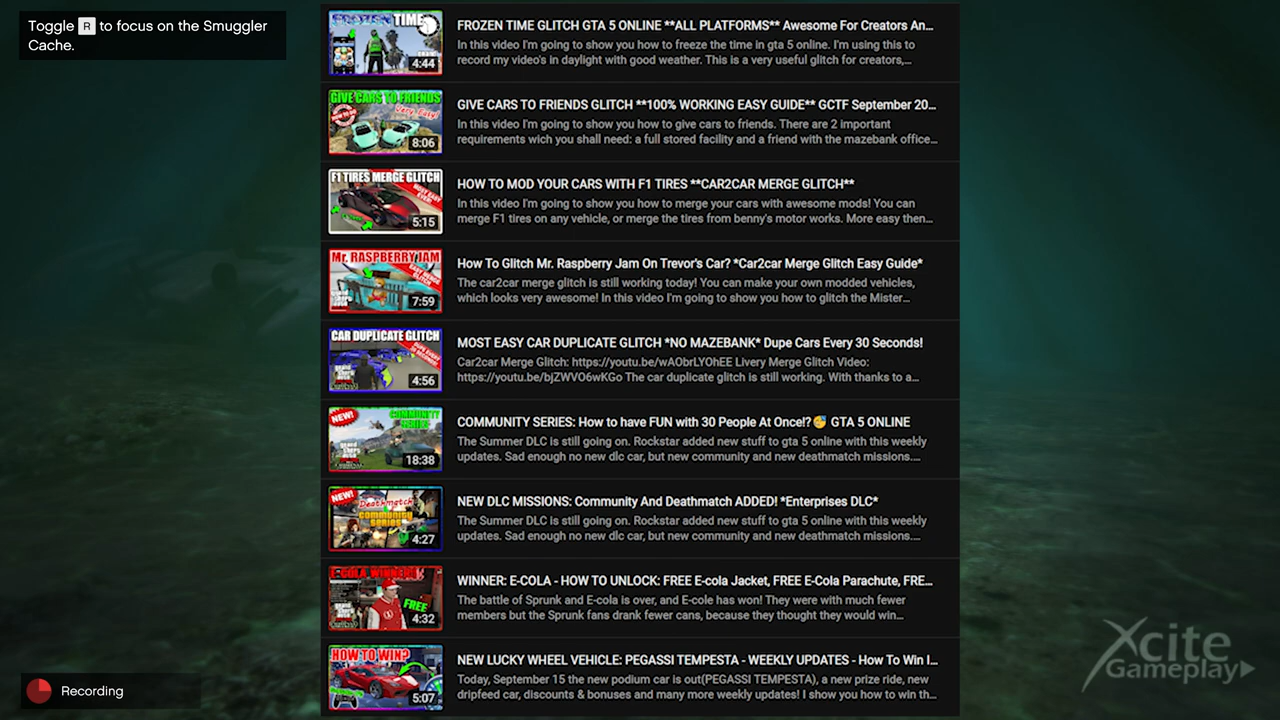 Toggle R to focus on the Smuggler
Cache.
FROZEN TIME
4:44
FROZEN TIME GLITCH GTA 5 ONLINE **ALL PLATFORMS** Awesome For Creators An…
In this video I'm going to show you how to freeze the time in gta 5 online. I'm using this to
record my video's in daylight with good weather. This is a very useful glitch for creators,…
GIVE CARS TO FRIENDS
Very Easy!
8:06
GIVE CARS TO FRIENDS GLITCH **100% WORKING EASY GUIDE** GCTF September 20…
In this video I'm going to show you how to give cars to friends. There are 2 important
requirements wich you shall need: a full stored facility and a friend with the mazebank office…
F1 TIRES MERGE GLITCH
MOST EASY
EVER!
5:15
HOW TO MOD YOUR CARS WITH F1 TIRES **CAR2CAR MERGE GLITCH**
In this video I'm going to show you how to merge your cars with awesome mods! You can
merge F1 tires on any vehicle, or merge the tires from benny's motor works. More easy then…
Mr. RASPBERRY JAM
EASY MERGE
GLITCH
7:59
How To Glitch Mr. Raspberry Jam On Trevor's Car? *Car2car Merge Glitch Easy Guide*
The car2car merge glitch is still working today! You can make your own modded vehicles,
which looks very awesome! In this video I'm going to show you how to glitch the Mister…
CAR DUPLICATE GLITCH
DUPE EVERY
30 SECONDS!
4:56
MOST EASY CAR DUPLICATE GLITCH *NO MAZEBANK* Dupe Cars Every 30 Seconds!
Car2car Merge Glitch: https://youtu.be/wAObrLYOhEE Livery Merge Glitch Video:
https://youtu.be/bjZWVO6wKGo The car duplicate glitch is still working. With thanks to a…
NEW!
COMMUNITY
SERIES
18:38
COMMUNITY SERIES: How to have FUN with 30 People At Once!? GTA 5 ONLINE
The Summer DLC is still going on. Rockstar added new stuff to gta 5 online with this weekly
updates. Sad enough no new dlc car, but new community and new deathmatch missions.…
NEW!
Deathmatch
COMMUNITY
SERIES
4:27
NEW DLC MISSIONS: Community And Deathmatch ADDED! *Enterprises DLC*
The Summer DLC is still going on. Rockstar added new stuff to gta 5 online with this weekly
updates. Sad enough no new dlc car, but new community and new deathmatch missions.…
E-COLA WINNER!
FREE
4:32
WINNER: E-COLA - HOW TO UNLOCK: FREE E-cola Jacket, FREE E-Cola Parachute, FRE…
The battle of Sprunk and E-cola is over, and E-cole has won! They were with much fewer
members but the Sprunk fans drank fewer cans, because they thought they would win…
HOW TO WIN?
5:07
NEW LUCKY WHEEL VEHICLE: PEGASSI TEMPESTA - WEEKLY UPDATES - How To Win I…
Today, September 15 the new podium car is out(PEGASSI TEMPESTA), a new prize ride, new
dripfeed car, discounts & bonuses and many more weekly updates! I show you how to win th…
Recording
Xcite
Gameplay